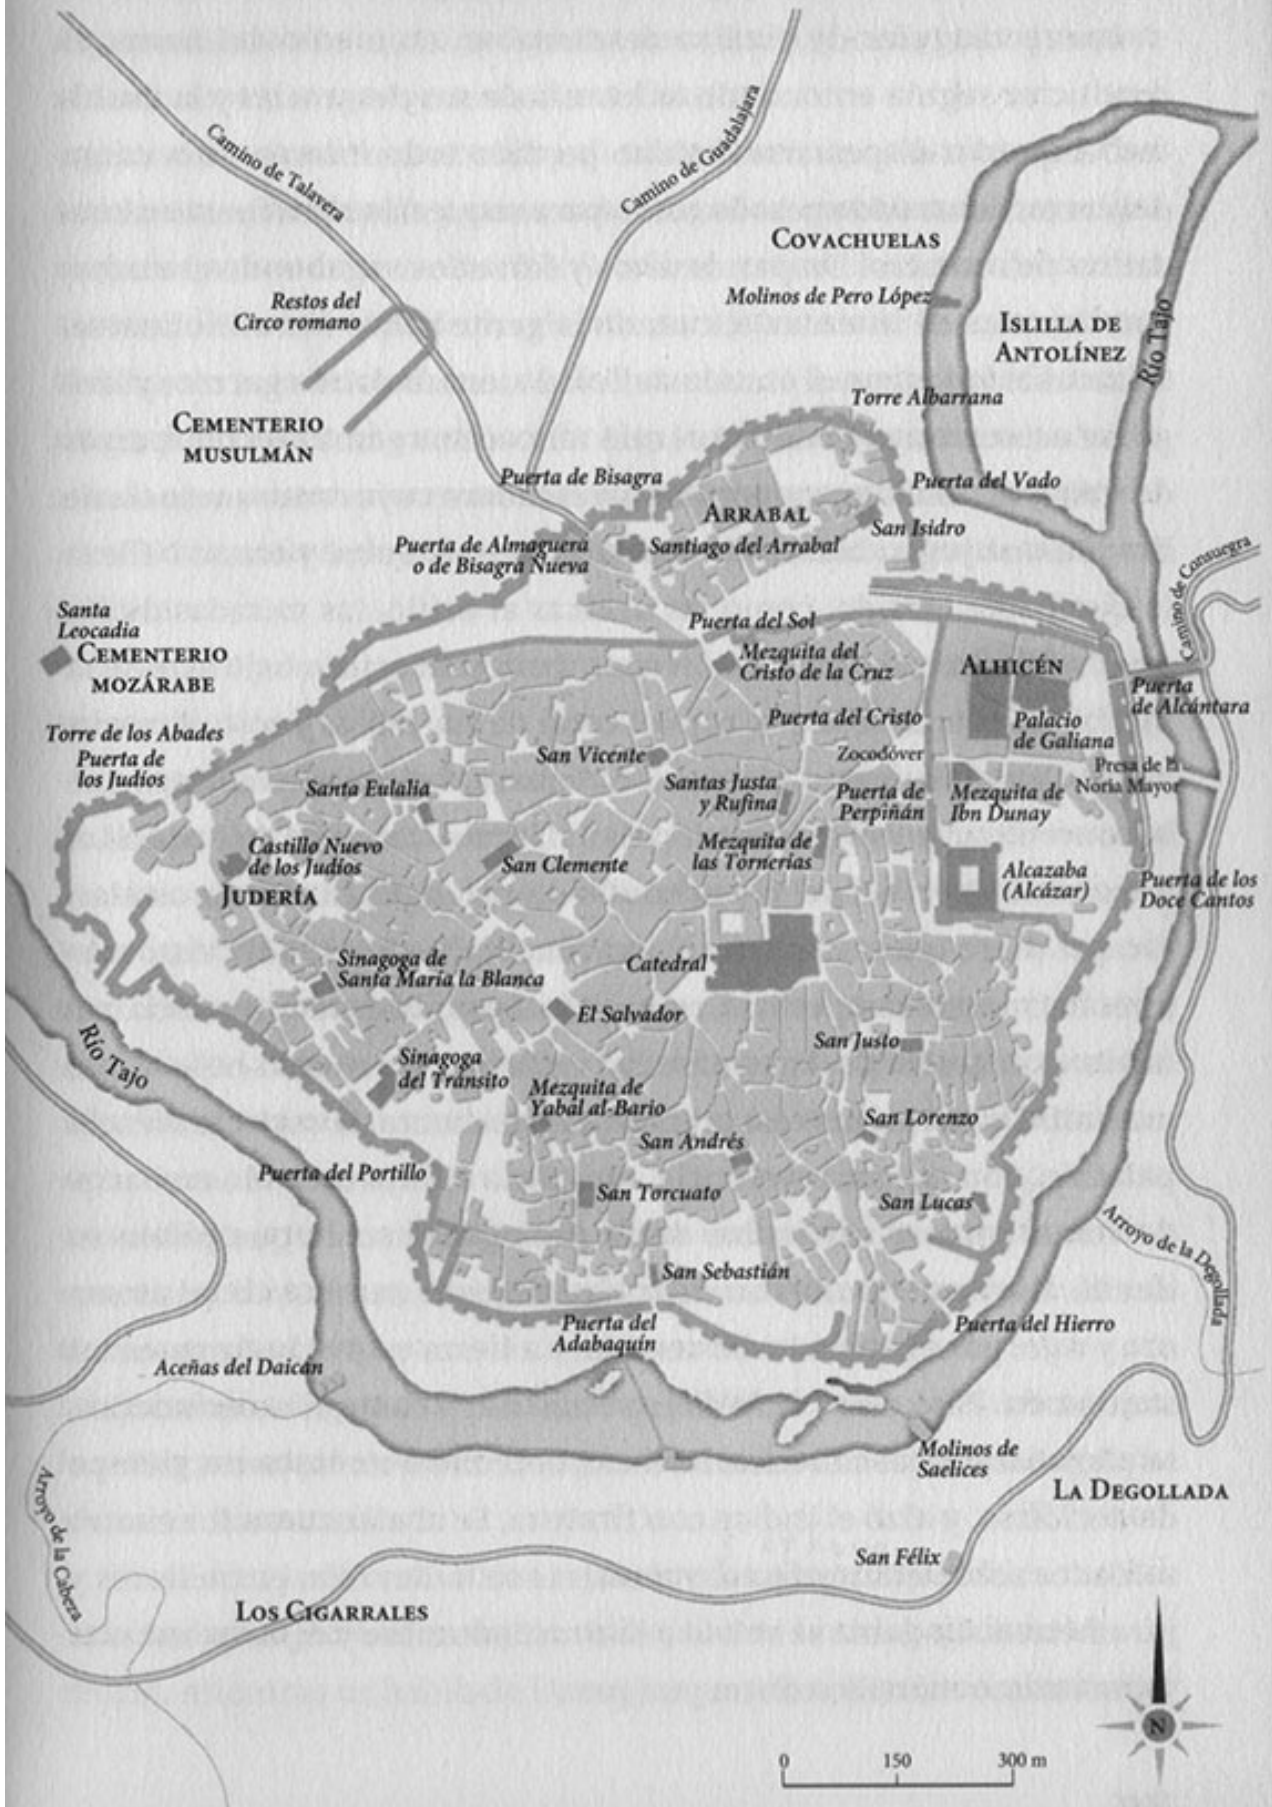 Camino de Talavera
Camino de Guadalajara
COVACHUELAS
Molinos de Pero López
Restos del
Circo romano
ISLILLA DE
ANTOLÍNEZ
Río Tajo
Torre Albarrana
CEMENTERIO
MUSULMÁN
Puerta de Bisagra
Puerta del Vado
ARRABAL
San Isidro
Puerta de Almaguera
o de Bisagra Nueva
Santiago del Arrabal
Camino de Consuegra
Santa
Leocadia
CEMENTERIO
MOZÁRABE
Puerta del Sol
Mezquita del
Cristo de la Cruz
ALHICÉN
Puerta
de Alcántara
Puerta del Cristo
Palacio
de Galiana
Torre de los Abades
Puerta de
los Judíos
San Vicente
Zocodóver
Presa de la
Noria Mayor
Santa Eulalia
Santas Justa
y Rufina
Puerta de
Perpiñán
Mezquita de
Ibn Dunay
Castillo Nuevo
de los Judíos
San Clemente
Mezquita de
las Tornerías
Alcazaba
(Alcázar)
Puerta de los
Doce Cantos
JUDERÍA
Sinagoga de
Santa María la Blanca
Catedral
El Salvador
San Justo
Río Tajo
Sinagoga
del Tránsito
Mezquita de
Yabal al-Bario
San Lorenzo
San Andrés
Puerta del Portillo
San Torcuato
San Lucas
Arroyo de la Degollada
San Sebastián
Puerta del
Adabaquín
Puerta del Hierro
Aceñas del Daicán
Molinos de
Saelices
LA DEGOLLADA
Arroyo de la Cabeza
San Félix
LOS CIGARRALES
N
0 150 300 m